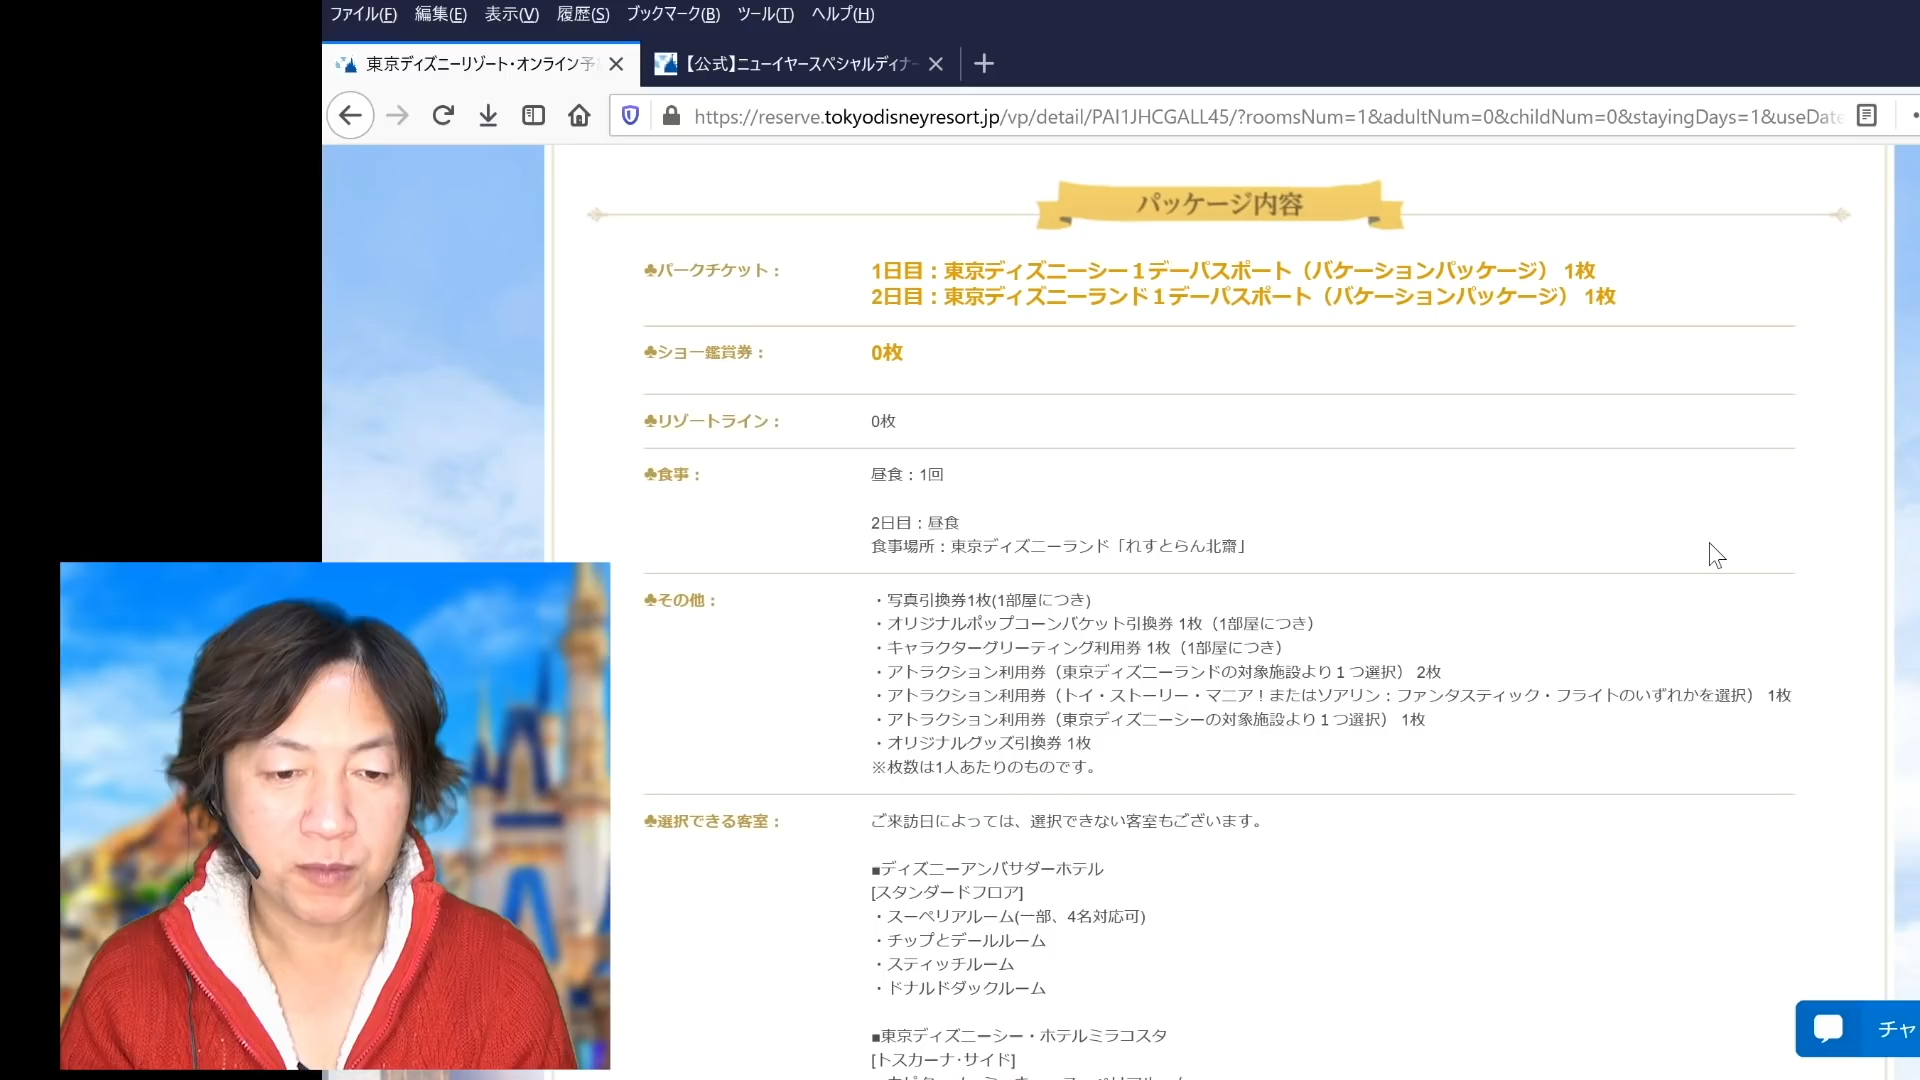 ファイル(F) 編集(E) 表示(V) 履歴(S) ブックマーク(B) ツール(T) ヘルプ(H)
東京ディズニーリゾート・オンライン予
【公式】ニューイヤースペシャルディナー
https://reserve.tokyodisneyresort.jp/vp/detail/PAI1JHCGALL45/?roomsNum=1&adultNum=0&childNum=0&stayingDays=1&useDate
パッケージ内容
♣パークチケット：
1日目：東京ディズニーシー１デーパスポート（バケーションパッケージ） 1枚
2日目：東京ディズニーランド１デーパスポート（バケーションパッケージ） 1枚
♣ショー鑑賞券：
0枚
♣リゾートライン：
0枚
♣食事：
昼食：1回
2日目：昼食
食事場所：東京ディズニーランド「れすとらん北齋」
♣その他：
・写真引換券1枚(1部屋につき)
・オリジナルポップコーンバケット引換券 1枚（1部屋につき）
・キャラクターグリーティング利用券 1枚（1部屋につき）
・アトラクション利用券（東京ディズニーランドの対象施設より１つ選択） 2枚
・アトラクション利用券（トイ・ストーリー・マニア！またはソアリン：ファンタスティック・フライトのいずれかを選択） 1枚
・アトラクション利用券（東京ディズニーシーの対象施設より１つ選択） 1枚
・オリジナルグッズ引換券 1枚
※枚数は1人あたりのものです。
♣選択できる客室：
ご来訪日によっては、選択できない客室もございます。
■ディズニーアンバサダーホテル
[スタンダードフロア]
・スーペリアルーム(一部、4名対応可)
・チップとデールルーム
・スティッチルーム
・ドナルドダックルーム
■東京ディズニーシー・ホテルミラコスタ
[トスカーナ･サイド]
チャ